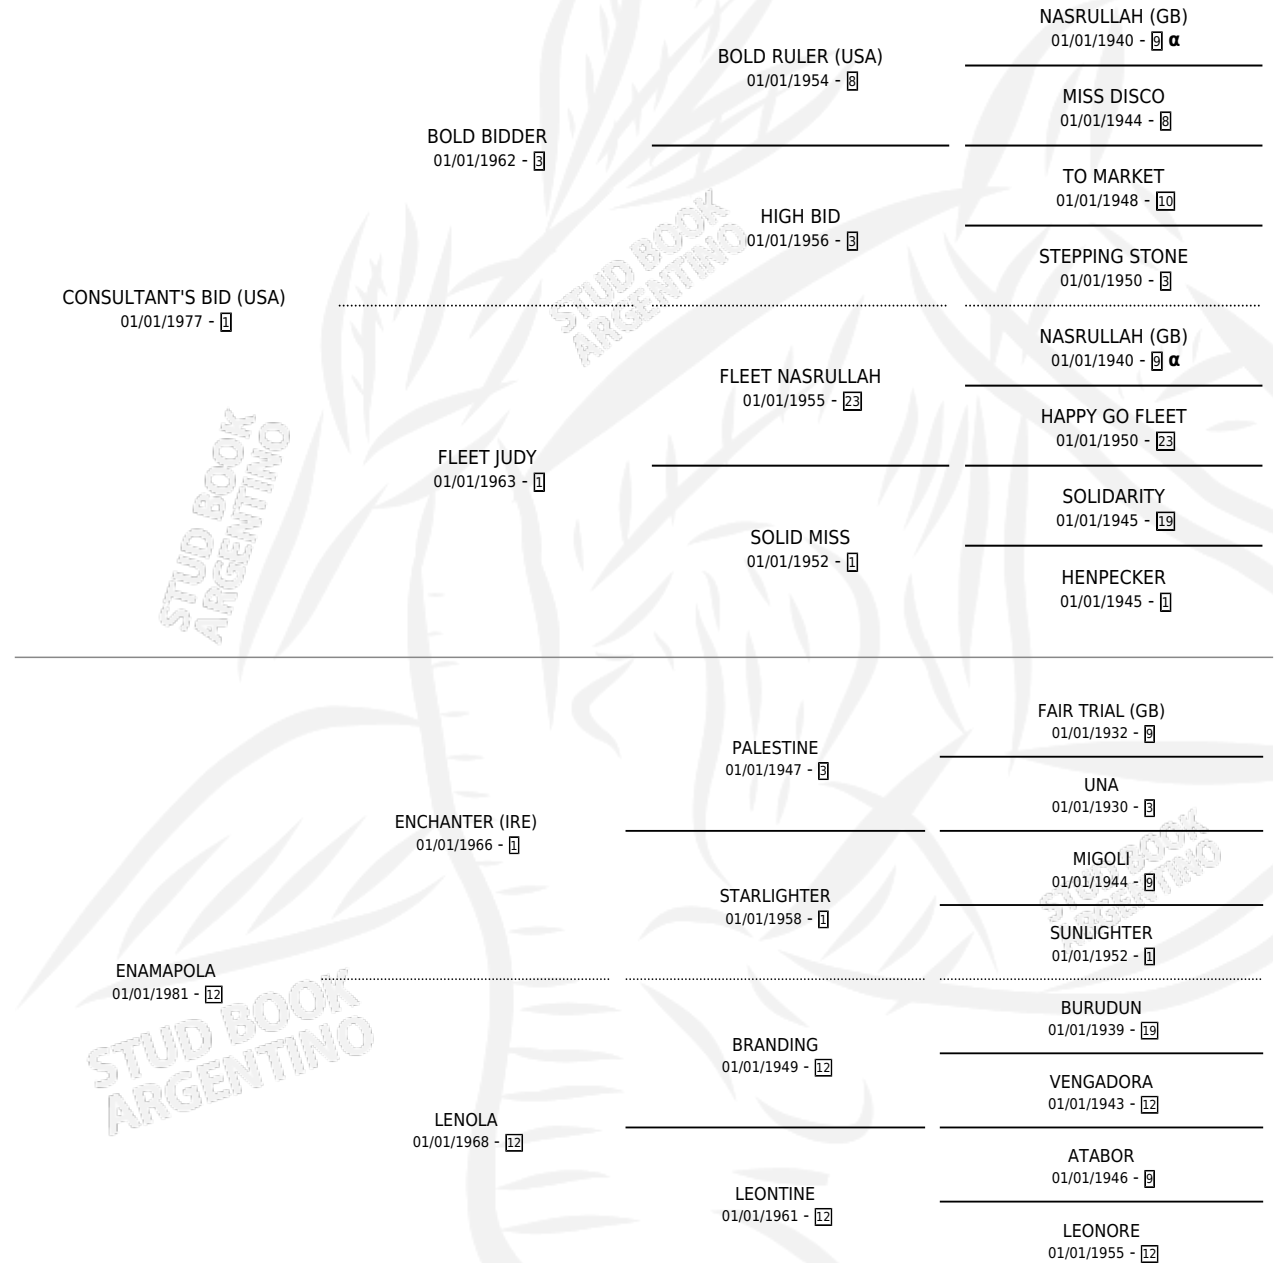 NASRULLAH (GB)
01/01/1940 - 9 α
BOLD RULER (USA)
01/01/1954 - 8
MISS DISCO
01/01/1944 - 8
BOLD BIDDER
01/01/1962 - 3
TO MARKET
01/01/1948 - 10
HIGH BID
01/01/1956 - 3
STEPPING STONE
01/01/1950 - 3
CONSULTANT'S BID (USA)
01/01/1977 - 1
NASRULLAH (GB)
01/01/1940 - 9 α
FLEET NASRULLAH
01/01/1955 - 23
HAPPY GO FLEET
01/01/1950 - 23
FLEET JUDY
01/01/1963 - 1
SOLIDARITY
01/01/1945 - 19
SOLID MISS
01/01/1952 - 1
HENPECKER
01/01/1945 - 1
FAIR TRIAL (GB)
01/01/1932 - 9
PALESTINE
01/01/1947 - 3
UNA
01/01/1930 - 3
ENCHANTER (IRE)
01/01/1966 - 1
MIGOLI
01/01/1944 - 9
STARLIGHTER
01/01/1958 - 1
SUNLIGHTER
01/01/1952 - 1
ENAMAPOLA
01/01/1981 - 12
BURUDUN
01/01/1939 - 19
BRANDING
01/01/1949 - 12
VENGADORA
01/01/1943 - 12
LENOLA
01/01/1968 - 12
ATABOR
01/01/1946 - 9
LEONTINE
01/01/1961 - 12
LEONORE
01/01/1955 - 12
STUD BOOK
ARGENTINO
STUD BOOK
ARGENTINO
STUD BOOK
ARGENTINO
STUD BOOK
ARGENTINO